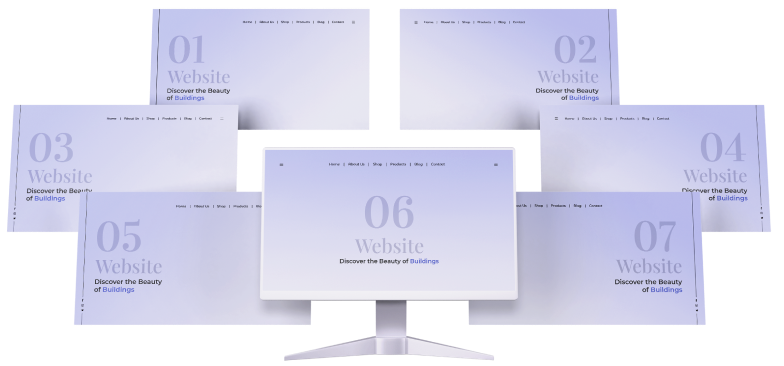 Home | About Us | Shop | Products | Blog | Contact
01
Website
Discover the Beauty
of Buildings
Home | About Us | Shop | Products | Blog | Contact
02
Website
Discover the Beauty
of Buildings
Home | About Us | Shop | Products | Blog | Contact
03
Website
Discover the Beauty
of Buildings
Home | About Us | Shop | Products | Blog | Contact
04
Website
Discover the Beauty
of Buildings
Home | About Us | Shop | Products |
05
Website
Discover the Beauty
of Buildings
Home | About Us | Shop | Products | Blog | Contact
06
Website
Discover the Beauty of Buildings
| Shop | Products | Blog | Contact
07
Website
Discover the Beauty
of Buildings